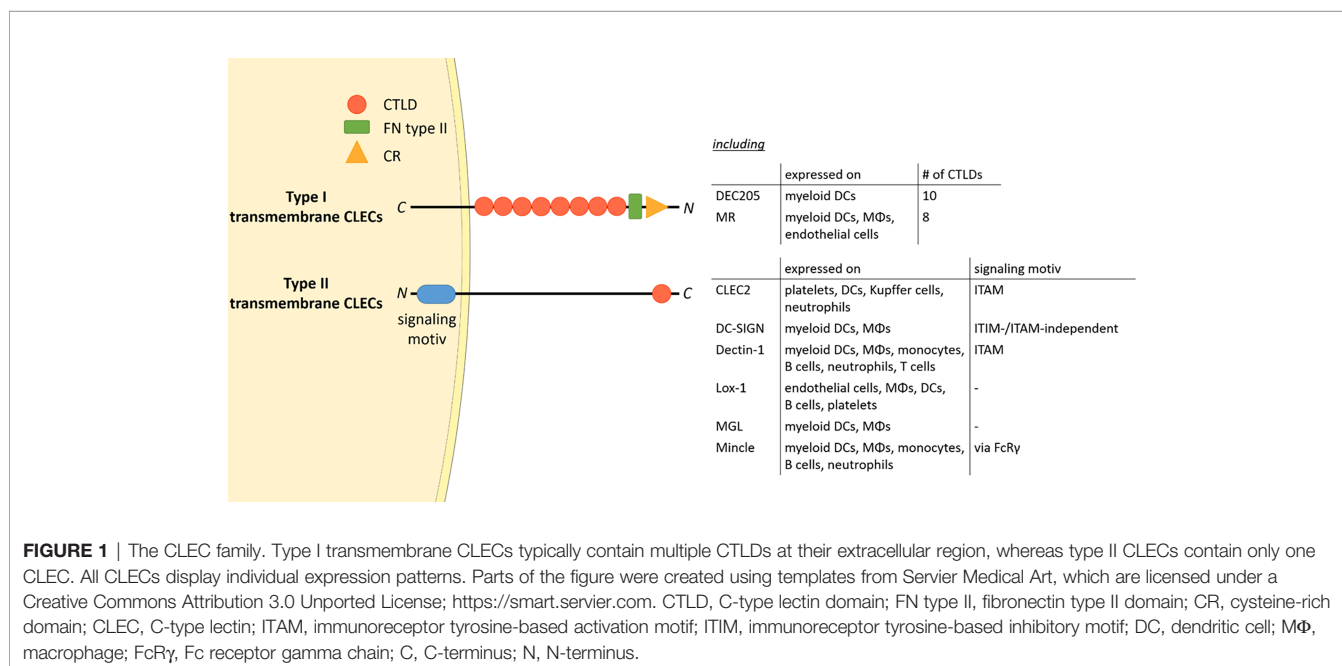 CTLD
FN type II
CR
Type I
transmembrane CLECs
C
N
Type II
transmembrane CLECs
N
C
signaling
motiv
including
expressed on # of CTLDs
DEC205 myeloid DCs 10
MR myeloid DCs, MΦs, 8
endothelial cells
expressed on signaling motiv
CLEC2 platelets, DCs, Kupffer cells, ITAM
neutrophils
DC-SIGN myeloid DCs, MΦs ITIM-/ITAM-independent
Dectin-1 myeloid DCs, MΦs, monocytes, ITAM
B cells, neutrophils, T cells
Lox-1 endothelial cells, MΦs, DCs, -
B cells, platelets
MGL myeloid DCs, MΦs -
Mincle myeloid DCs, MΦs, monocytes, via FcRγ
B cells, neutrophils
FIGURE 1 | The CLEC family. Type I transmembrane CLECs typically contain multiple CTLDs at their extracellular region, whereas type II CLECs contain only one
CLEC. All CLECs display individual expression patterns. Parts of the figure were created using templates from Servier Medical Art, which are licensed under a
Creative Commons Attribution 3.0 Unported License; https://smart.servier.com. CTLD, C-type lectin domain; FN type II, fibronectin type II domain; CR, cysteine-rich
domain; CLEC, C-type lectin; ITAM, immunoreceptor tyrosine-based activation motif; ITIM, immunoreceptor tyrosine-based inhibitory motif; DC, dendritic cell; MΦ,
macrophage; FcRγ, Fc receptor gamma chain; C, C-terminus; N, N-terminus.